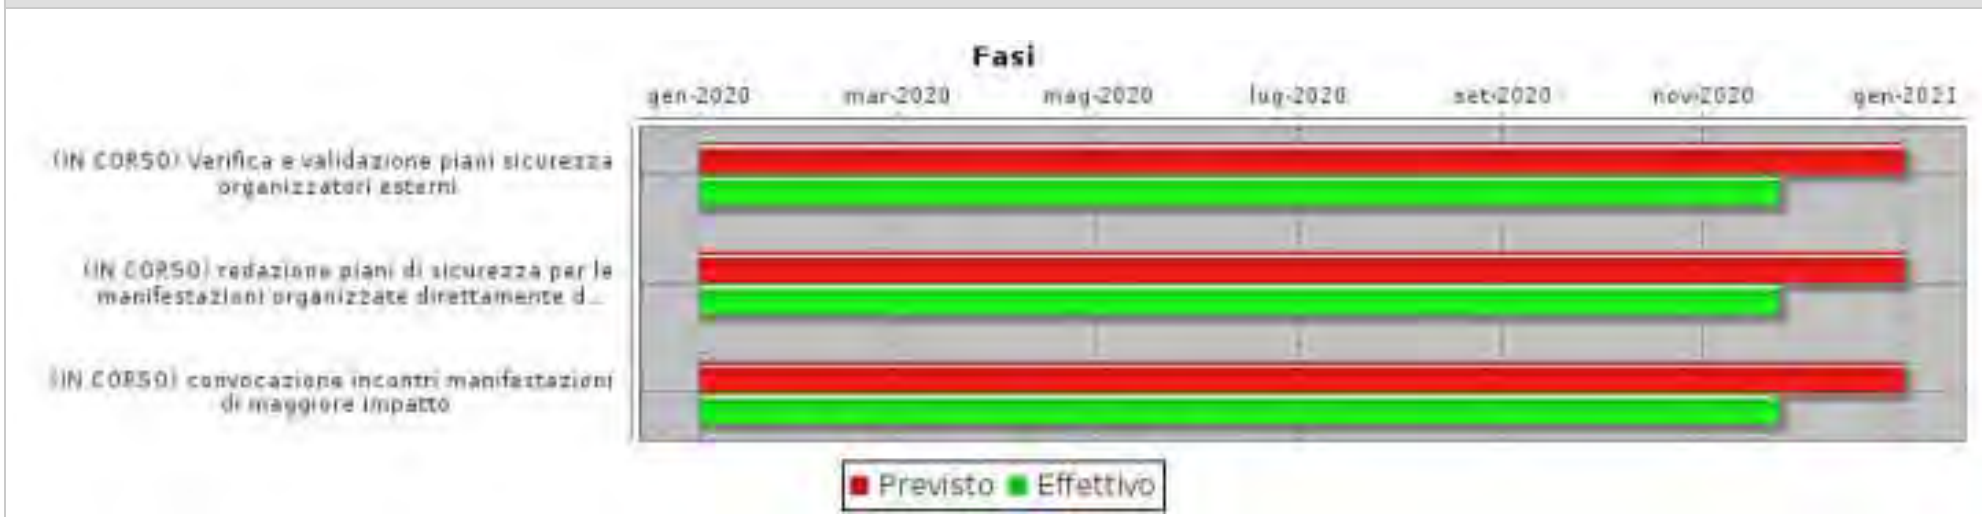 Fasi
gen-2020 mar-2020 mag-2020 lug-2020 set-2020 nov-2020 gen-2021
(IN CORSO) Verifica e validazione piani sicurezza
organizzatori esterni
(IN CORSO) redazione piani di sicurezza per le
manifestazioni organizzate direttamente d...
(IN CORSO) convocazione incontri manifestazioni
di maggiore impatto
Previsto Effettivo